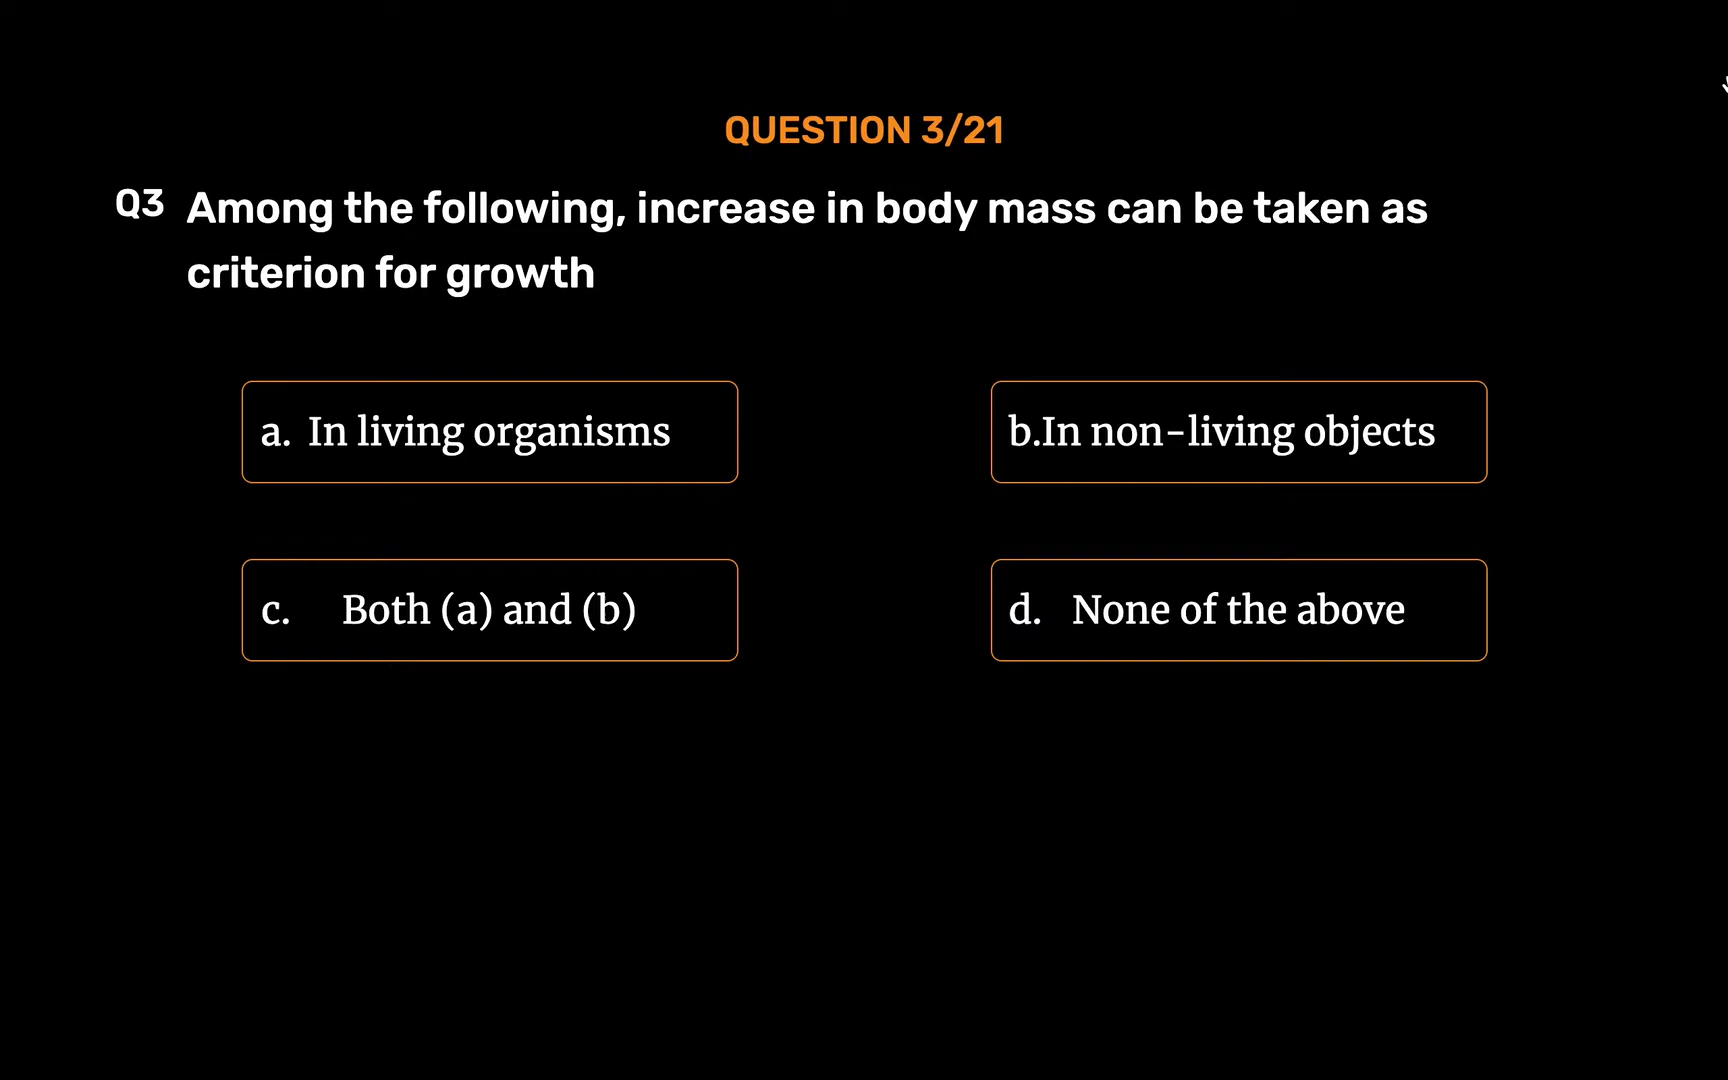 QUESTION 3/21
Q3 Among the following, increase in body mass can be taken as
criterion for growth
a. In living organisms
b.In non-living objects
c. Both (a) and (b)
d. None of the above